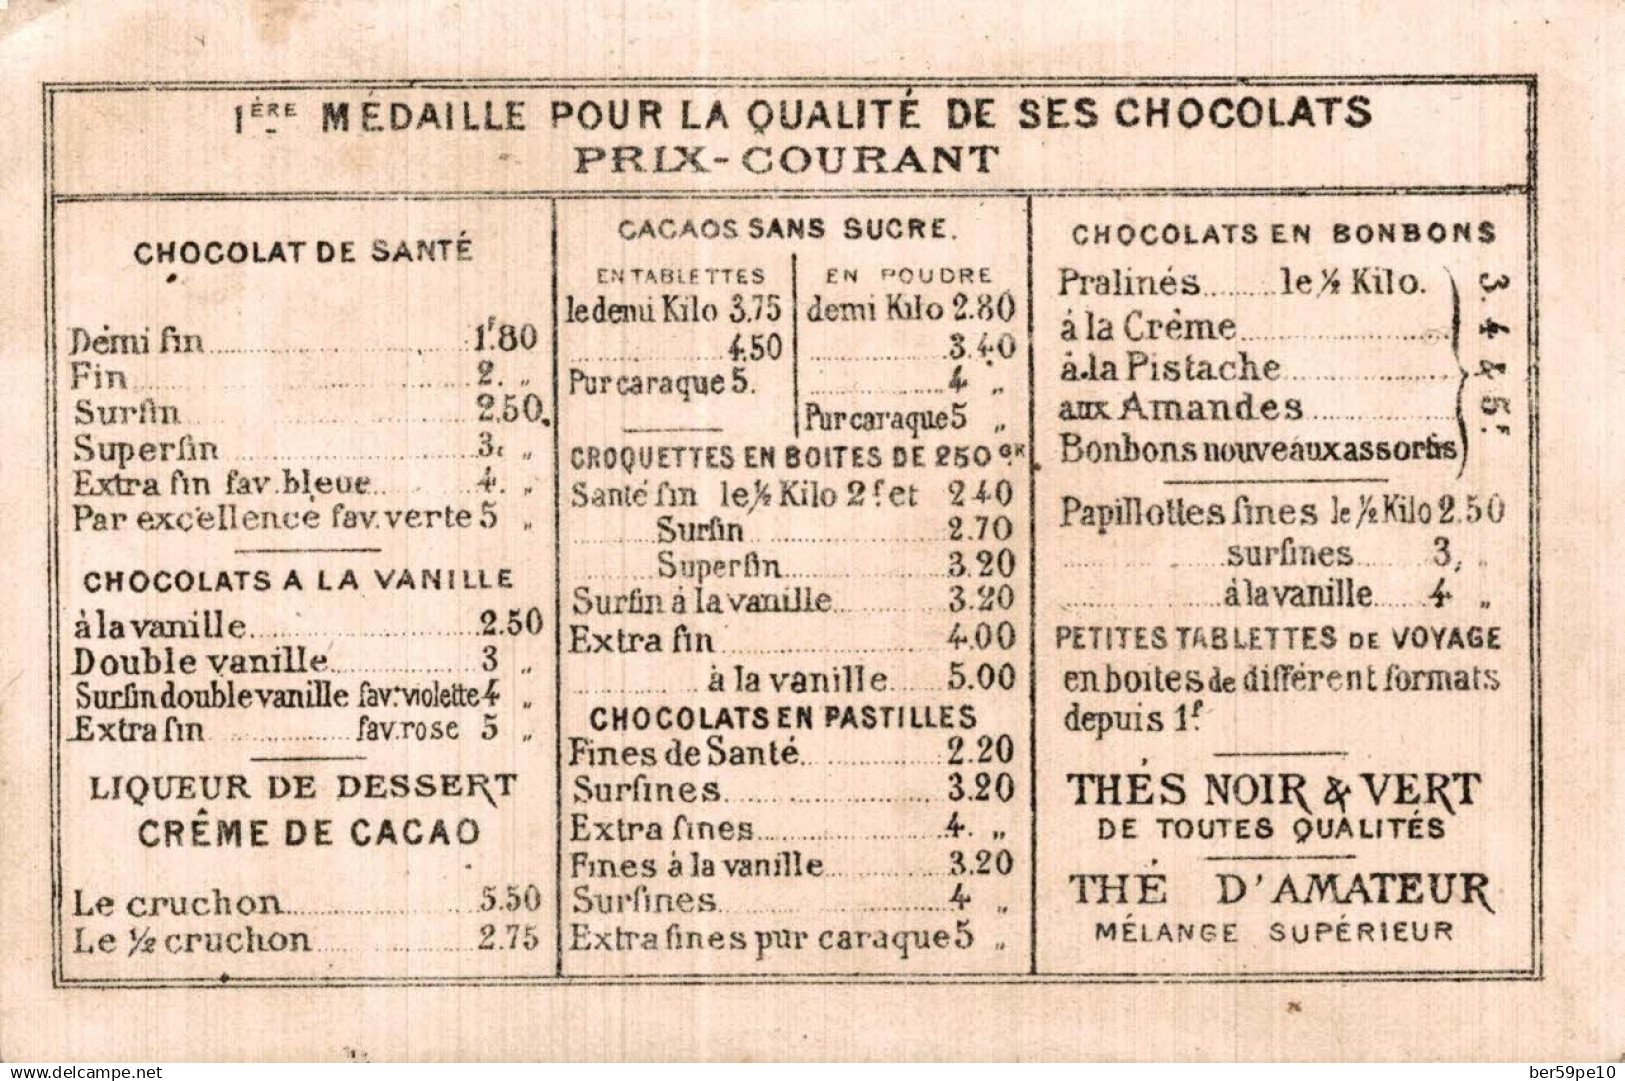 1ÈRE MÉDAILLE POUR LA QUALITÉ DE SES CHOCOLATS
PRIX-COURANT
CHOCOLAT DE SANTÉ
Démi fin 1f80
Fin 2. „
Surfin 2.50.
Superfin 3. „
Extra fin fav. bleue 4. „
Par excellence fav. verte 5 „
CHOCOLATS A LA VANILLE
à la vanille 2.50
Double vanille 3 „
Surfin double vanille fav: violette 4 „
Extra fin fav. rose 5 „
LIQUEUR DE DESSERT
CRÊME DE CACAO
Le cruchon 5.50
Le ½ cruchon 2.75
CACAOS SANS SUCRE.
EN TABLETTES
le demi Kilo 3.75
4.50
Pur caraque 5.
EN POUDRE
demi Kilo 2.80
3.40
4 „
Pur caraque 5 „
CROQUETTES EN BOITES DE 250 GR.
Santé fin le ½ Kilo 2f. et 2 40
Surfin 2.70
Superfin 3.20
Surfin à la vanille 3.20
Extra fin 4.00
à la vanille 5.00
CHOCOLATS EN PASTILLES
Fines de Santé 2.20
Surfines 3.20
Extra fines 4. „
Fines à la vanille 3.20
Surfines 4 „
Extra fines pur caraque 5 „
CHOCOLATS EN BONBONS
Pralinés le ½ Kilo.
à la Crême
à la Pistache
aux Amandes
Bonbons nouveaux assortis
3. 4 & 5f.
Papillottes fines le ½ Kilo 2.50
surfines 3, „
à la vanille 4 „
PETITES TABLETTES DE VOYAGE
en boites de différent formats
depuis 1f.
THÉS NOIR & VERT
DE TOUTES QUALITÉS
THÉ D'AMATEUR
MÉLANGE SUPÉRIEUR
www.delcampe.net
ber59pe10